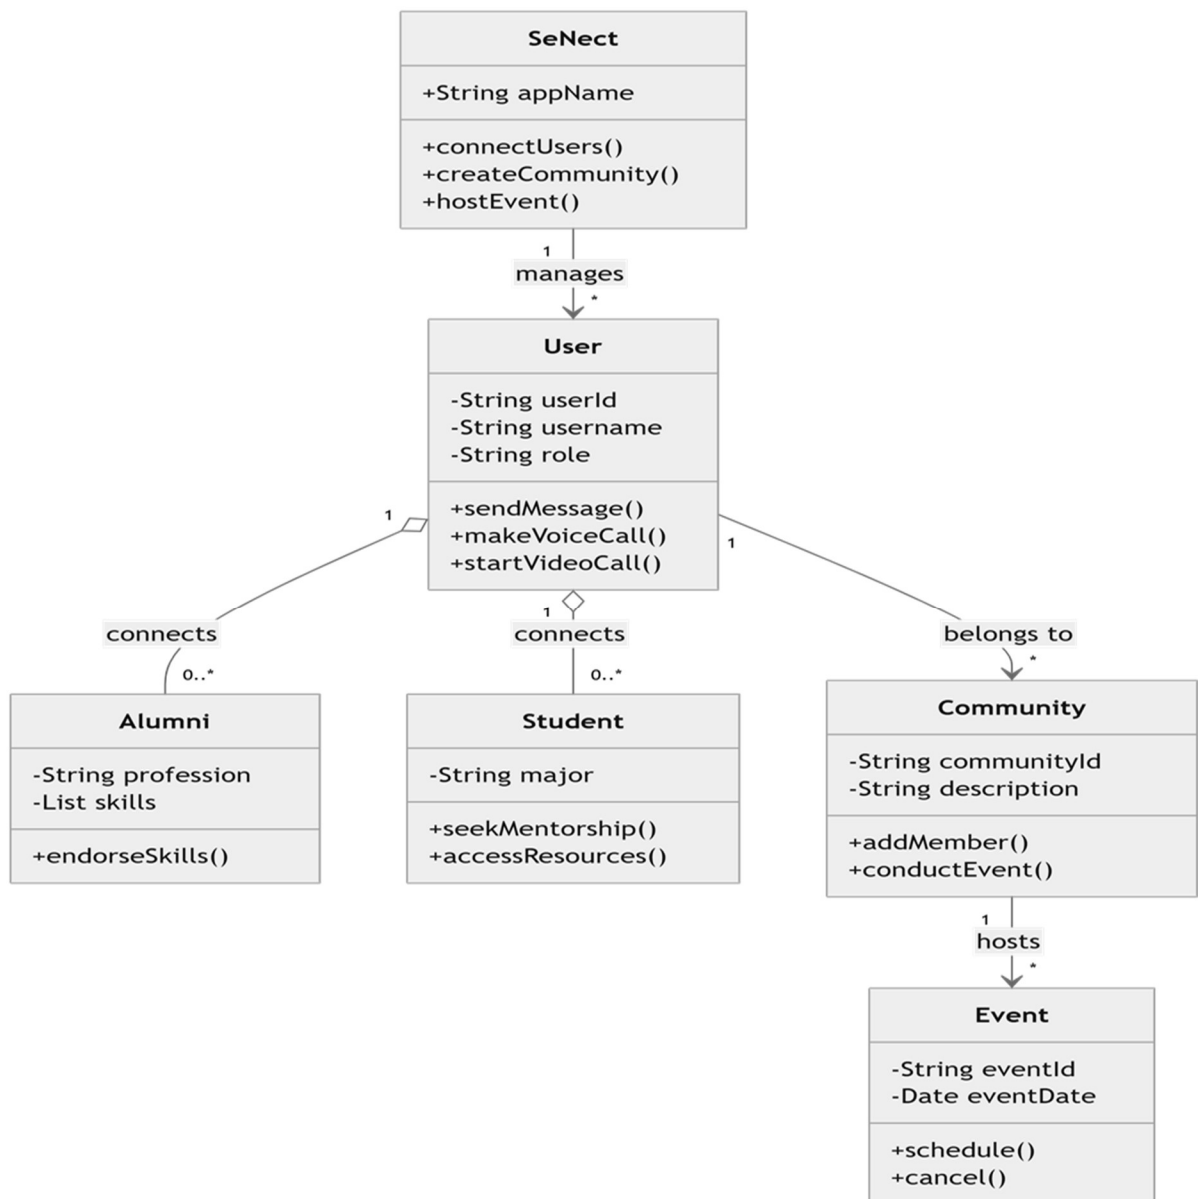 SeNect
+String appName
+connectUsers()
+createCommunity()
+hostEvent()
1
manages
*
User
-String userId
-String username
-String role
+sendMessage()
+makeVoiceCall()
+startVideoCall()
1
connects
0..*
1
connects
0..*
1
belongs to
*
Alumni
-String profession
-List skills
+endorseSkills()
Student
-String major
+seekMentorship()
+accessResources()
Community
-String communityId
-String description
+addMember()
+conductEvent()
1
hosts
*
Event
-String eventId
-Date eventDate
+schedule()
+cancel()